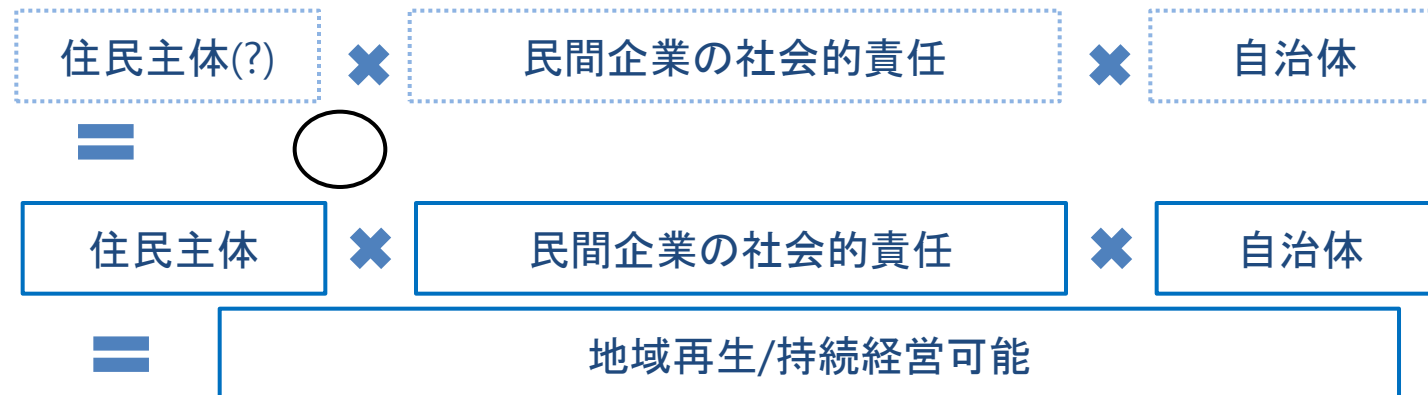 住民主体(?) ✖ 民間企業の社会的責任 ✖ 自治体
=
住民主体 ✖ 民間企業の社会的責任 ✖ 自治体
= 地域再生/持続経営可能